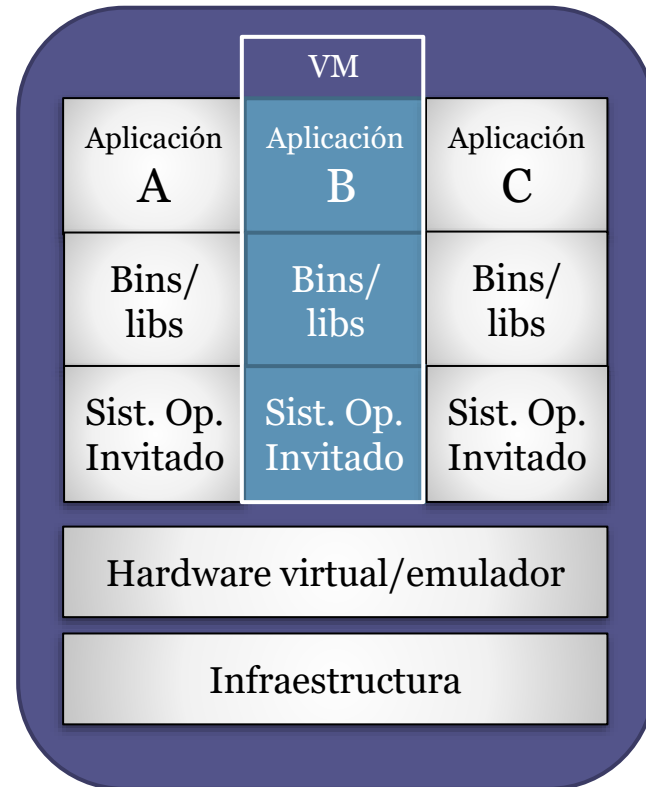 VM
Aplicación
A
Aplicación
B
Aplicación
C
Bins/
libs
Bins/
libs
Bins/
libs
Sist. Op.
Invitado
Sist. Op.
Invitado
Sist. Op.
Invitado
Hardware virtual/emulador
Infraestructura